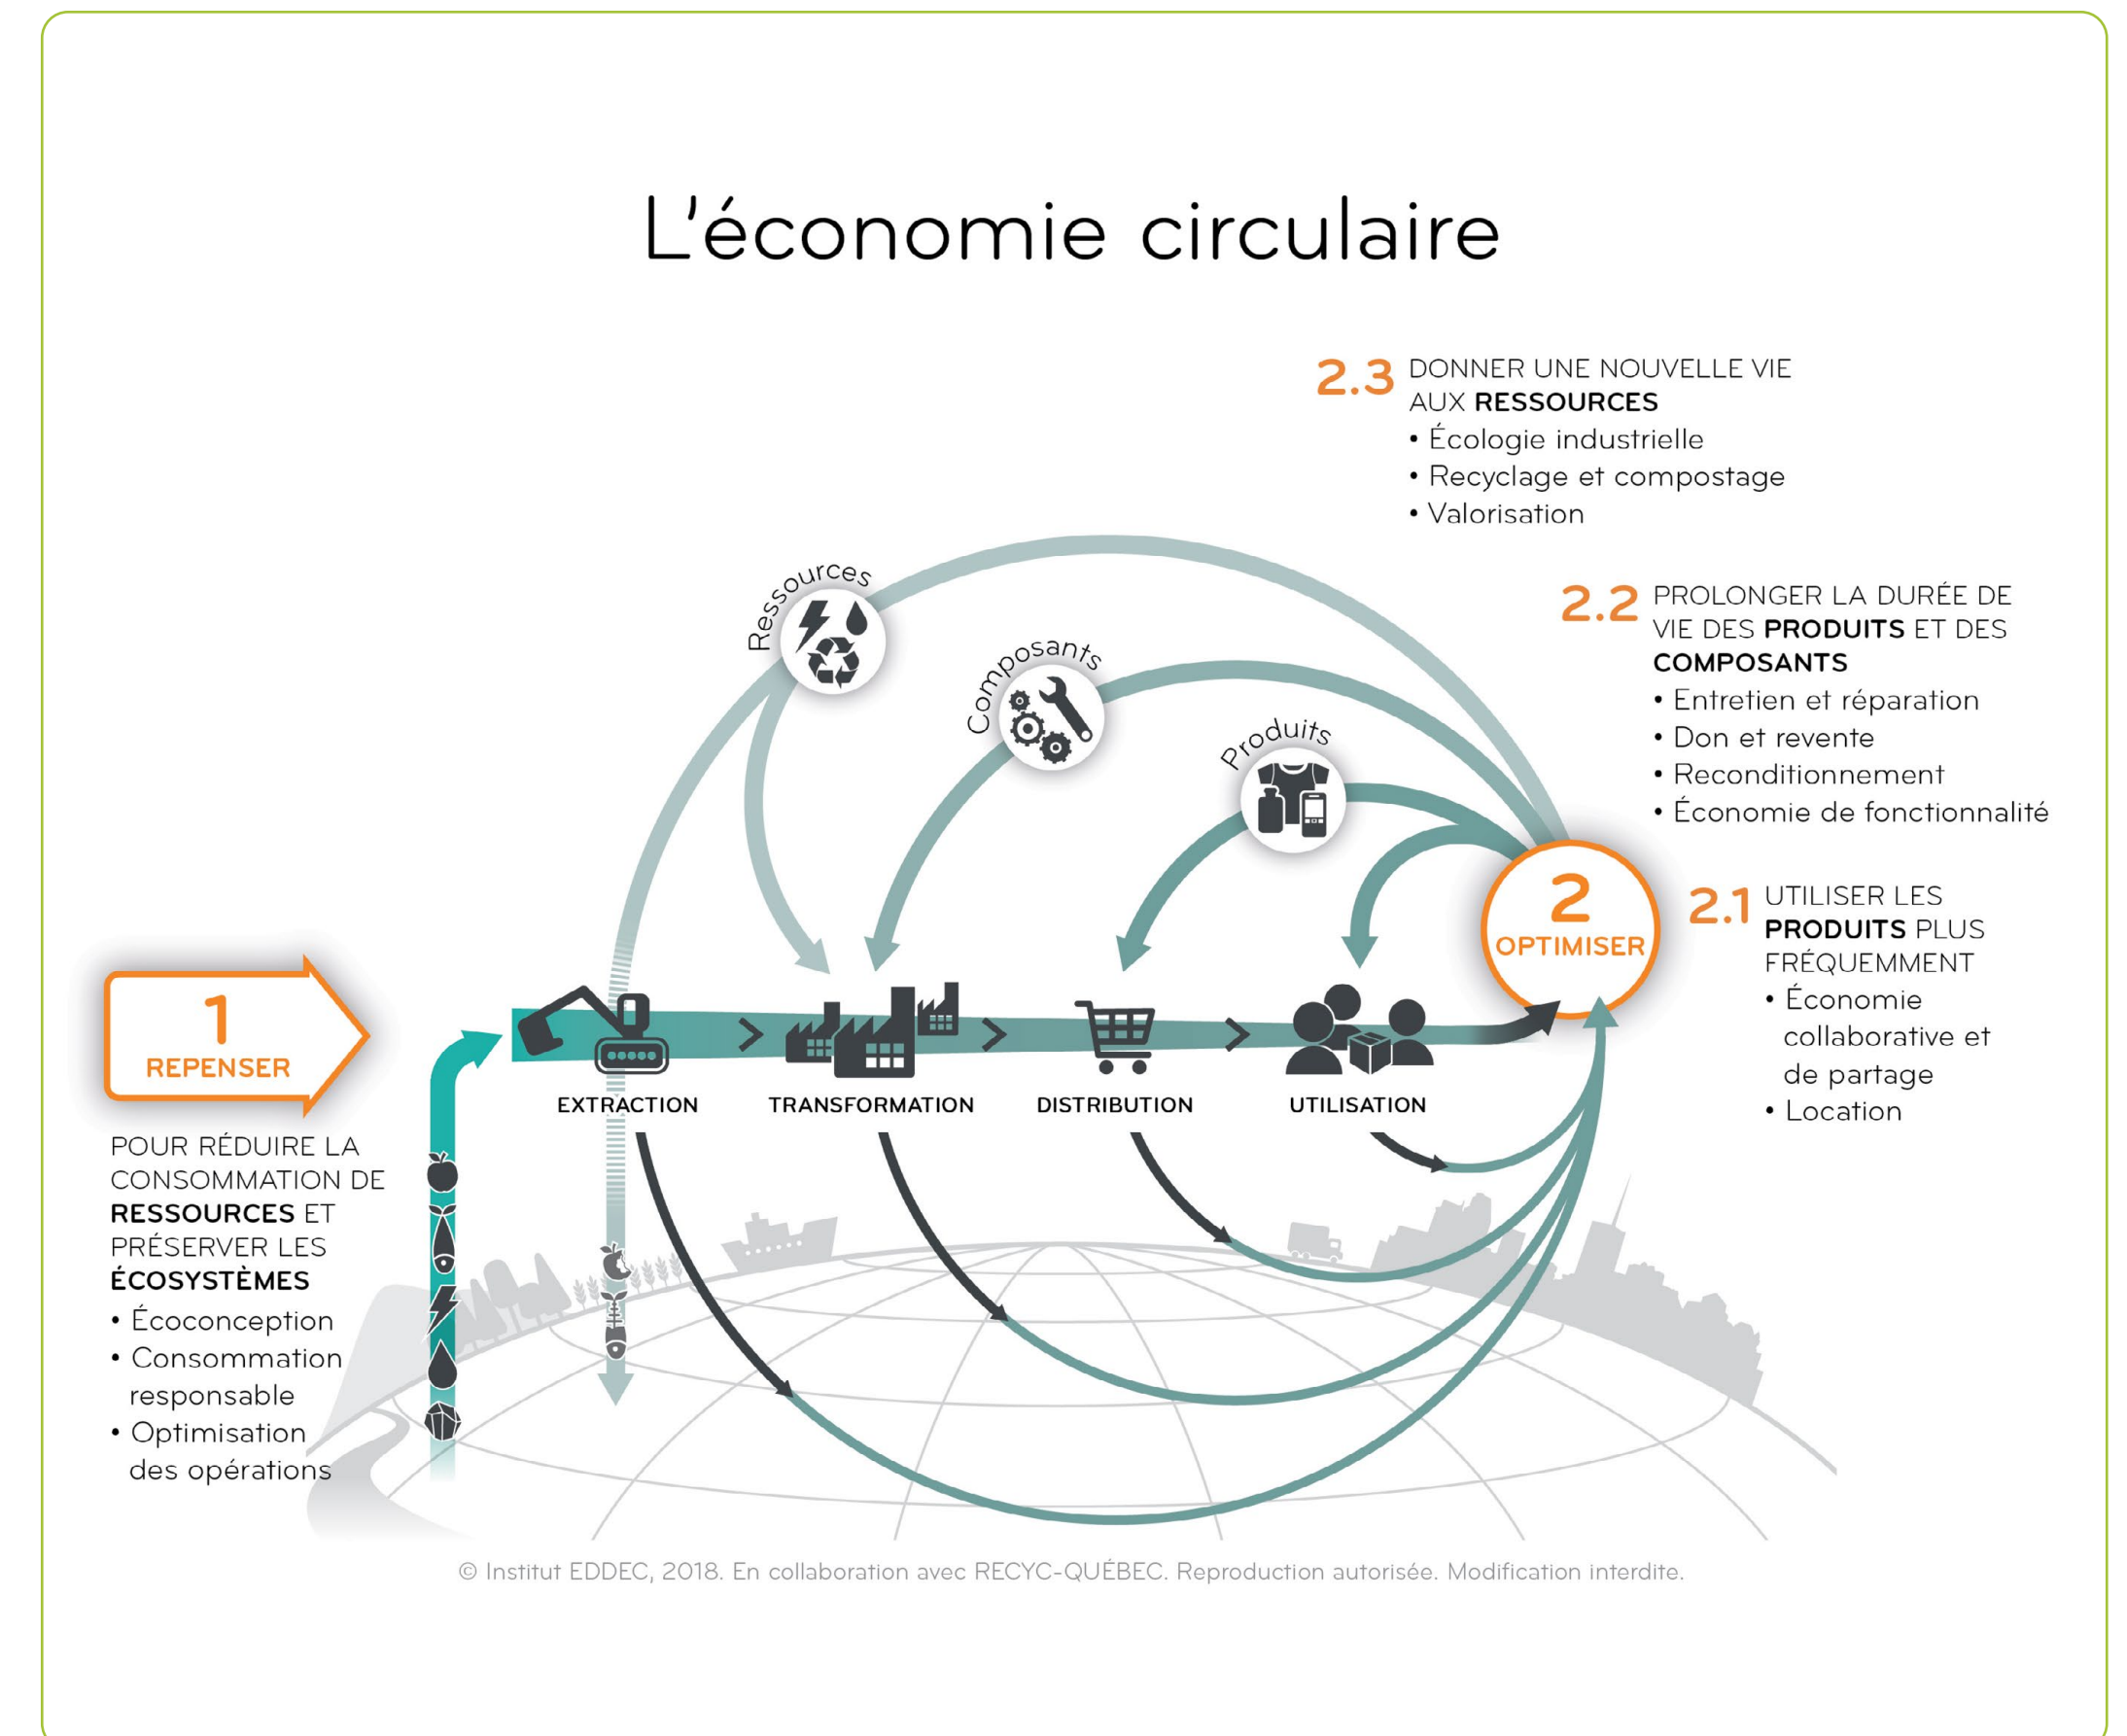 L'économie circulaire
2.3 DONNER UNE NOUVELLE VIE
AUX RESSOURCES
• Écologie industrielle
• Recyclage et compostage
• Valorisation
2.2 PROLONGER LA DURÉE DE
VIE DES PRODUITS ET DES
COMPOSANTS
• Entretien et réparation
• Don et revente
• Reconditionnement
• Économie de fonctionnalité
Ressources
Composants
Produits
2
OPTIMISER
2.1 UTILISER LES
PRODUITS PLUS
FRÉQUEMMENT
• Économie
collaborative et
de partage
• Location
1
REPENSER
POUR RÉDUIRE LA
CONSOMMATION DE
RESSOURCES ET
PRÉSERVER LES
ÉCOSYSTÈMES
• Écoconception
• Consommation
responsable
• Optimisation
des opérations
EXTRACTION
TRANSFORMATION
DISTRIBUTION
UTILISATION
© Institut EDDEC, 2018. En collaboration avec RECYC-QUÉBEC. Reproduction autorisée. Modification interdite.